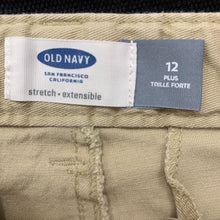 OLD NAVY
SAN FRANCISCO
CALIFORNIA
stretch • extensible
12
PLUS
TAILLE FORTE